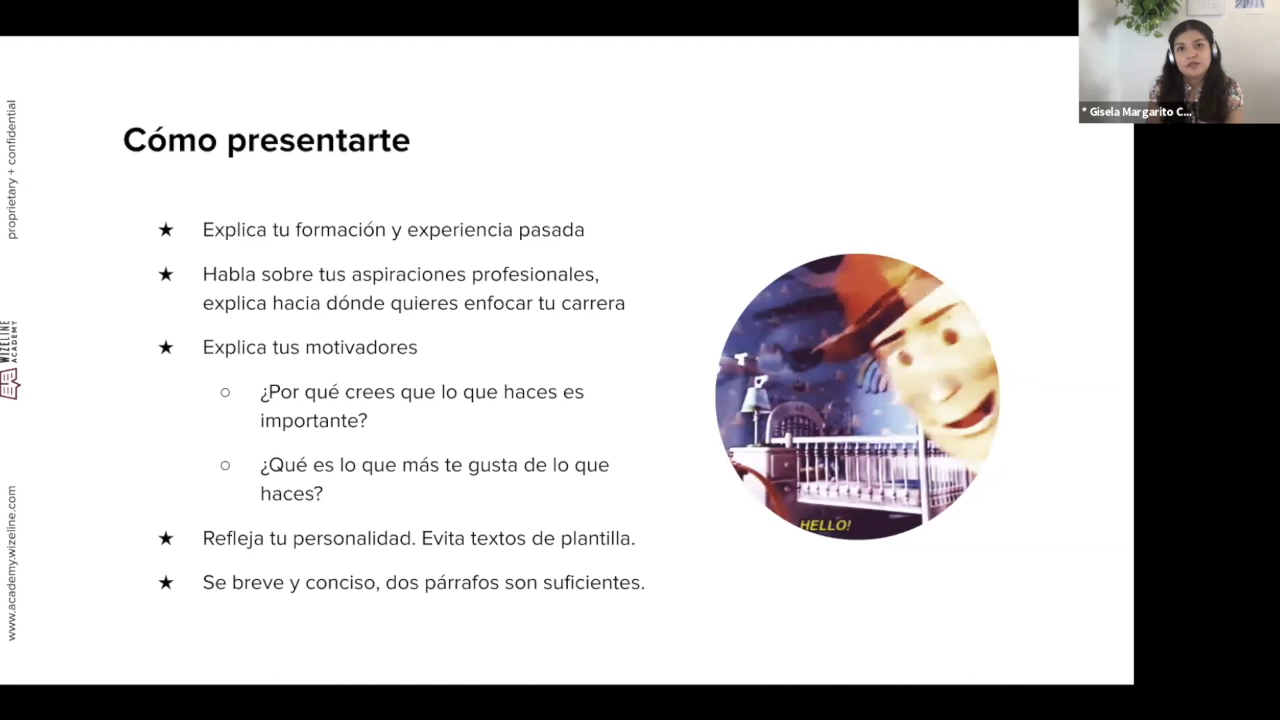 Cómo presentarte
★ Explica tu formación y experiencia pasada
★ Habla sobre tus aspiraciones profesionales,
explica hacia dónde quieres enfocar tu carrera
★ Explica tus motivadores
○ ¿Por qué crees que lo que haces es
importante?
○ ¿Qué es lo que más te gusta de lo que
haces?
★ Refleja tu personalidad. Evita textos de plantilla.
★ Se breve y conciso, dos párrafos son suficientes.
HELLO!
* Gisela Margarito C...
proprietary + confidential
WIZELINE
ACADEMY
www.academy.wizeline.com